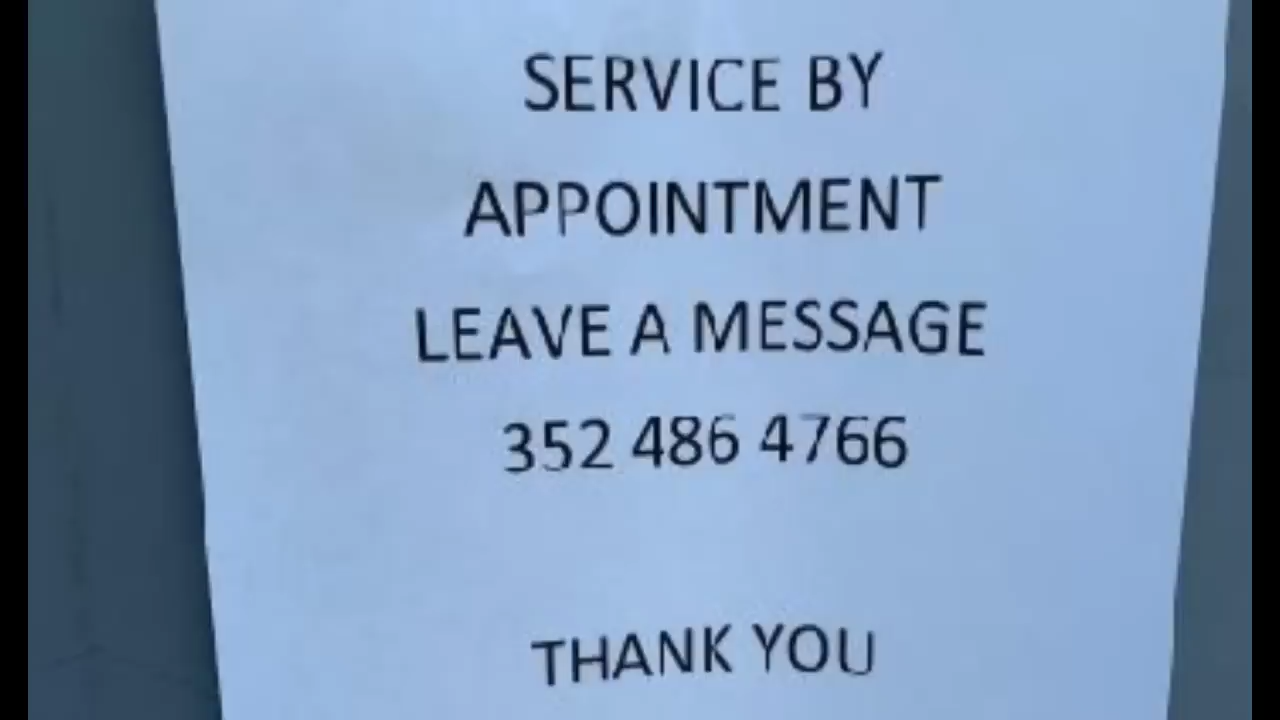 SERVICE BY
APPOINTMENT
LEAVE A MESSAGE
352 486 4766
THANK YOU